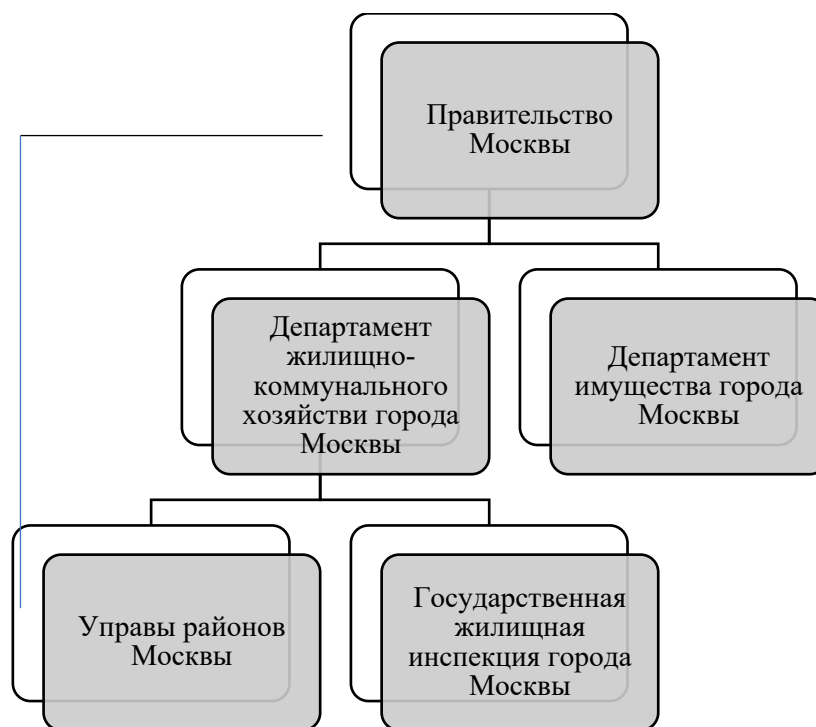 Правительство
Москвы
Департамент
жилищно-
коммунального
хозяйстви города
Москвы
Департамент
имущества города
Москвы
Управы районов
Москвы
Государственная
жилищная
инспекция города
Москвы